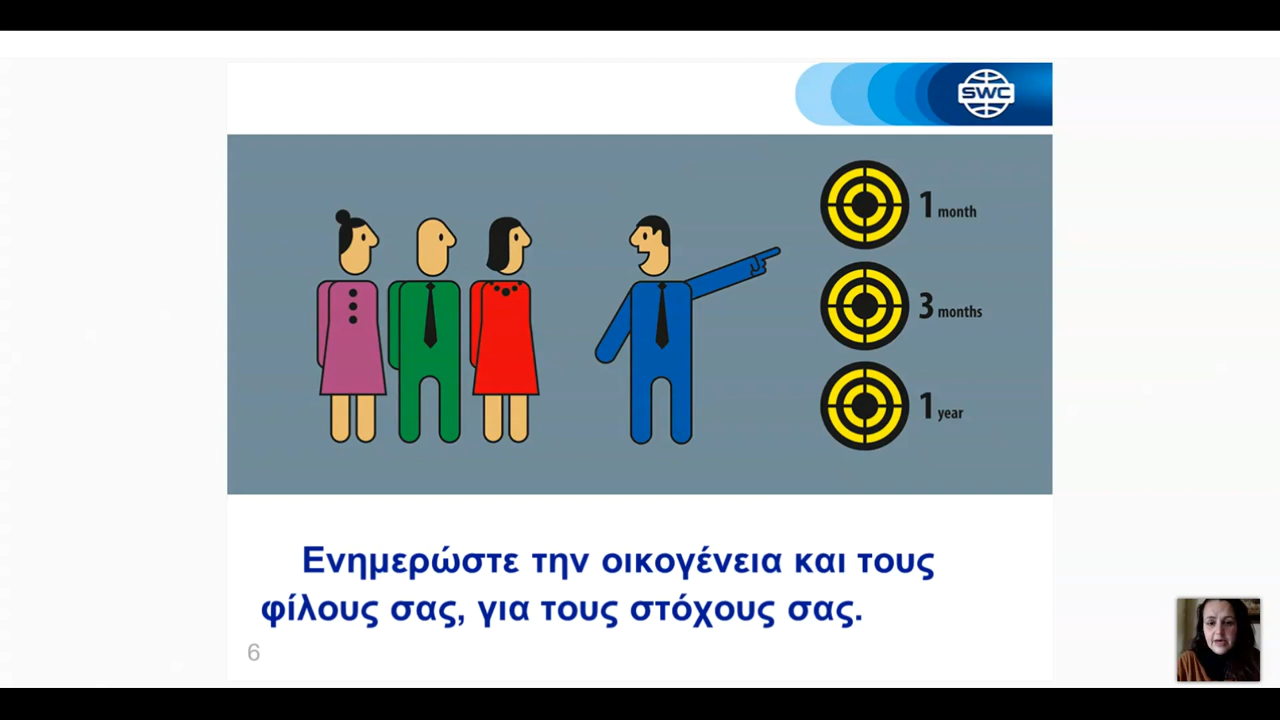 SWC
1 month
3 months
1 year
Ενημερώστε την οικογένεια και τους
φίλους σας, για τους στόχους σας.
6